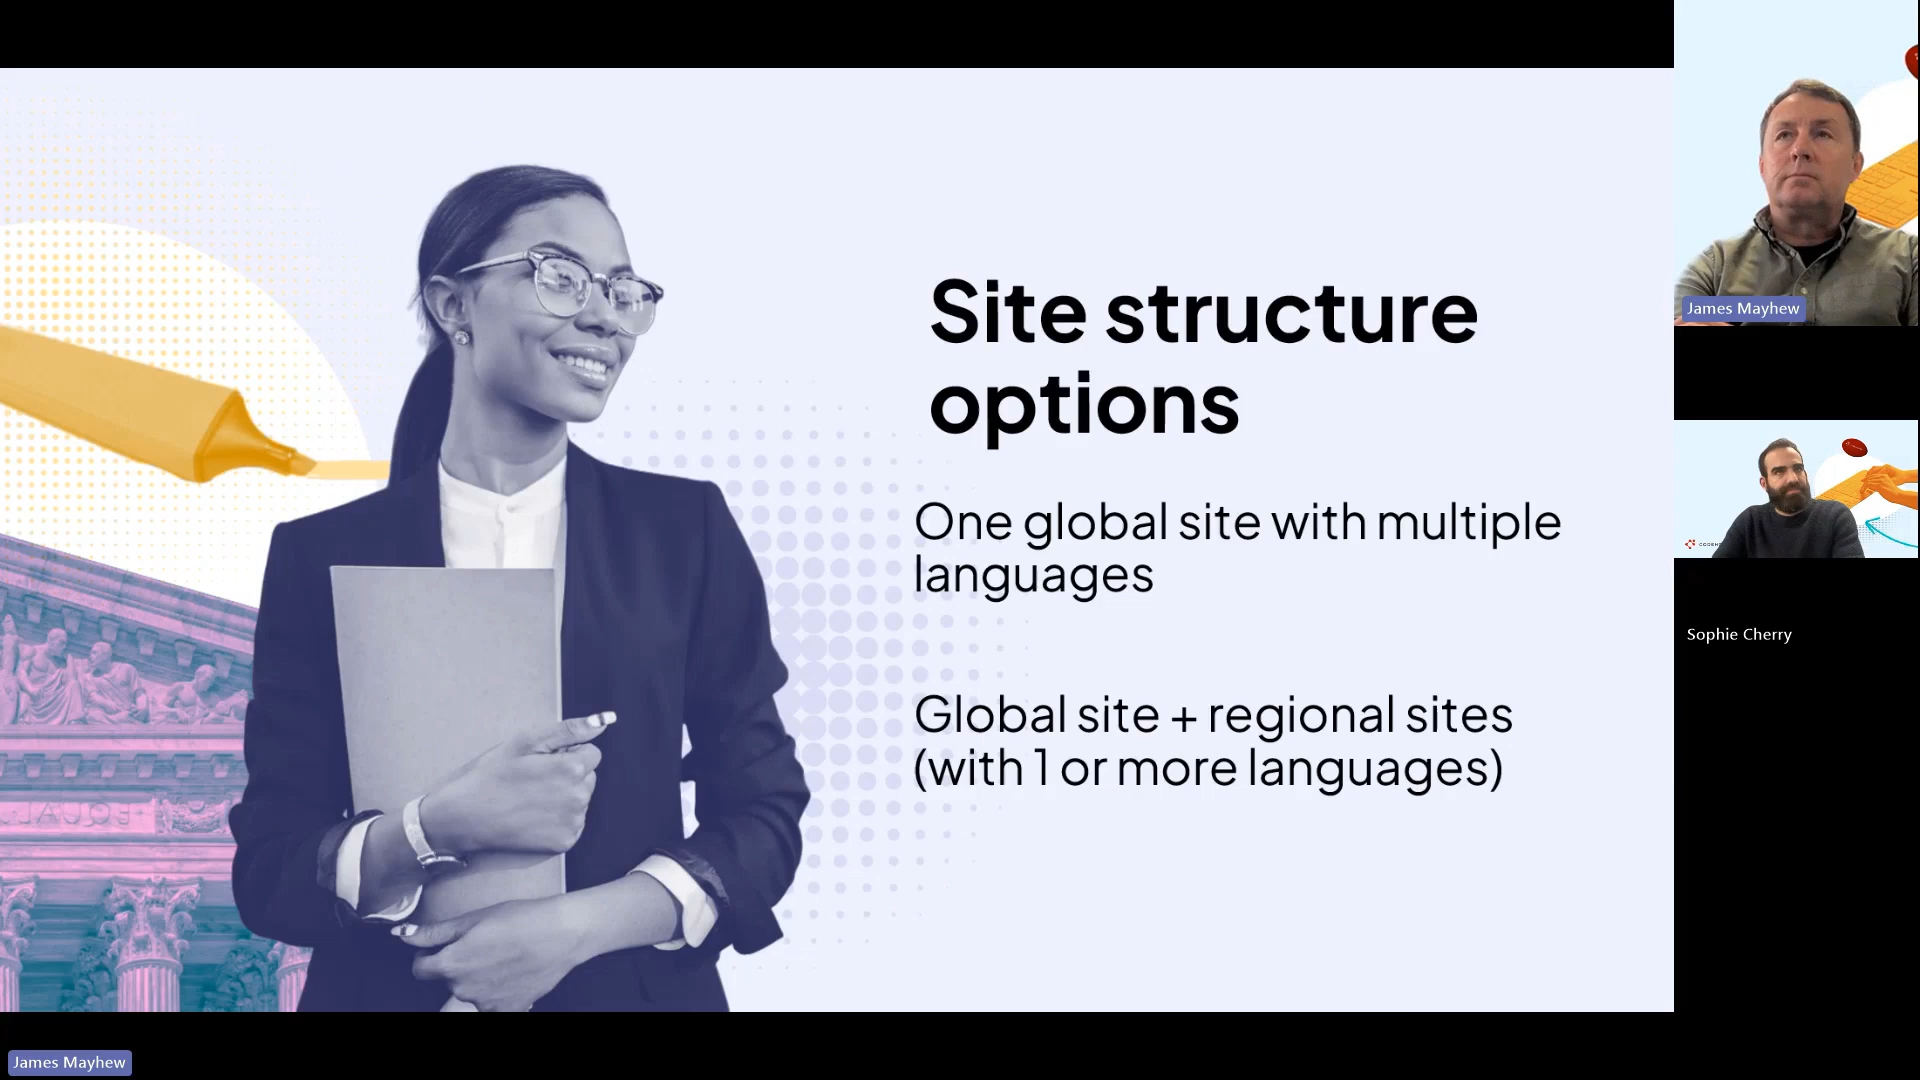 Site structure
options
One global site with multiple
languages
Global site + regional sites
(with 1 or more languages)
James Mayhew
Sophie Cherry
James Mayhew